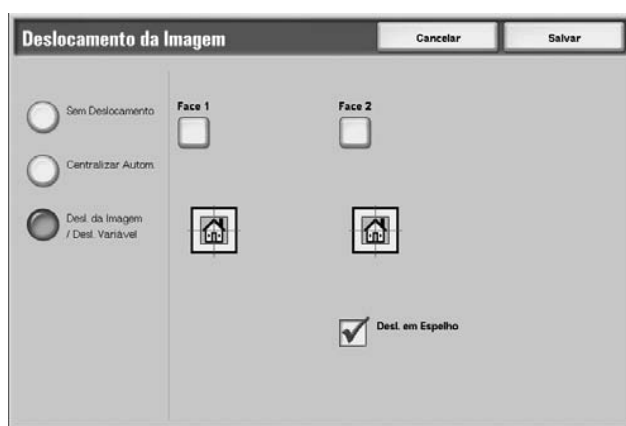 Deslocamento da Imagem
Cancelar
Salvar
Sem Deslocamento
Centralizar Autom.
Desl. da Imagem
/ Desl. Variável
Face 1
Face 2
Desl. em Espelho